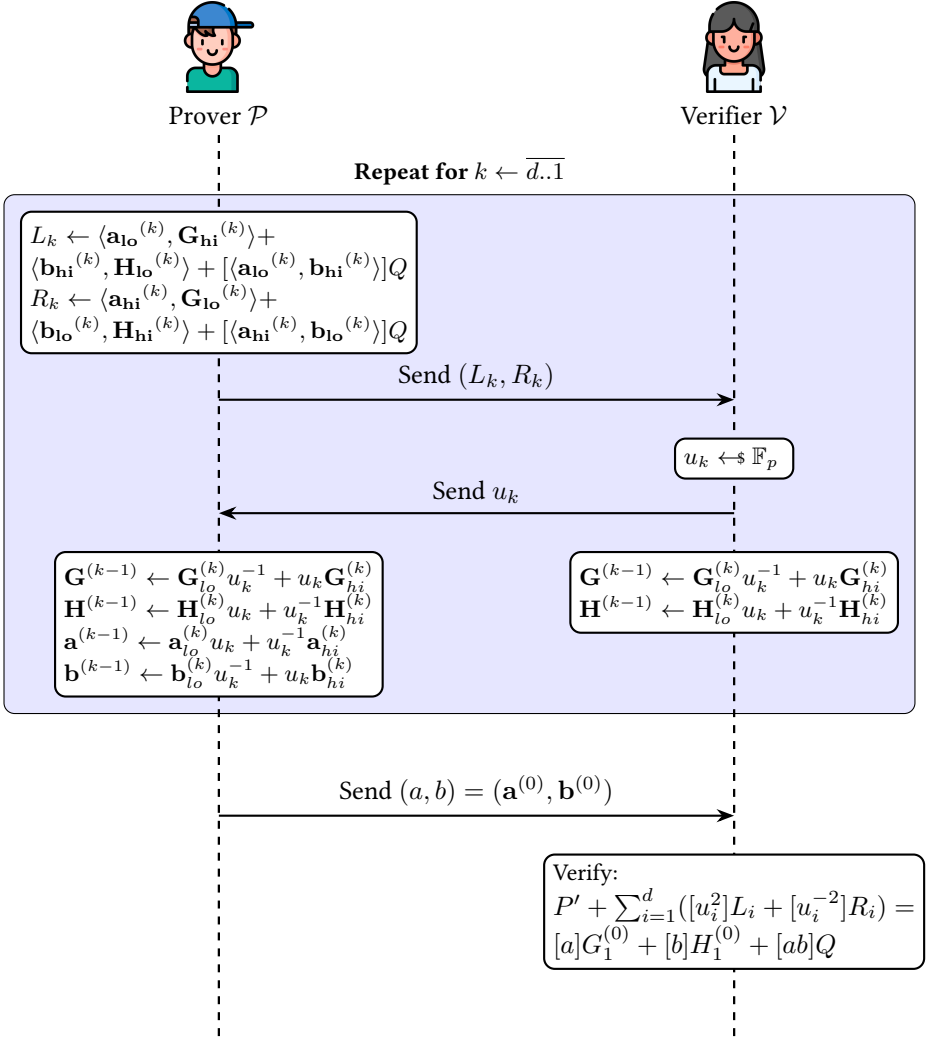 Prover 𝒫
Verifier 𝒱
Repeat for k ← \overline{d..1}
L_k ← ⟨a_lo^(k), G_hi^(k)⟩+
⟨b_hi^(k), H_lo^(k)⟩ + [⟨a_lo^(k), b_hi^(k)⟩]Q
R_k ← ⟨a_hi^(k), G_lo^(k)⟩+
⟨b_lo^(k), H_hi^(k)⟩ + [⟨a_hi^(k), b_lo^(k)⟩]Q
Send (L_k, R_k)
u_k ←$ 𝔽_p
Send u_k
G^(k−1) ← G_lo^(k) u_k^−1 + u_k G_hi^(k)
H^(k−1) ← H_lo^(k) u_k + u_k^−1 H_hi^(k)
a^(k−1) ← a_lo^(k) u_k + u_k^−1 a_hi^(k)
b^(k−1) ← b_lo^(k) u_k^−1 + u_k b_hi^(k)
G^(k−1) ← G_lo^(k) u_k^−1 + u_k G_hi^(k)
H^(k−1) ← H_lo^(k) u_k + u_k^−1 H_hi^(k)
Send (a, b) = (a^(0), b^(0))
Verify:
P′ + ∑_{i=1}^d ([u_i^2]L_i + [u_i^−2]R_i) =
[a]G_1^(0) + [b]H_1^(0) + [ab]Q